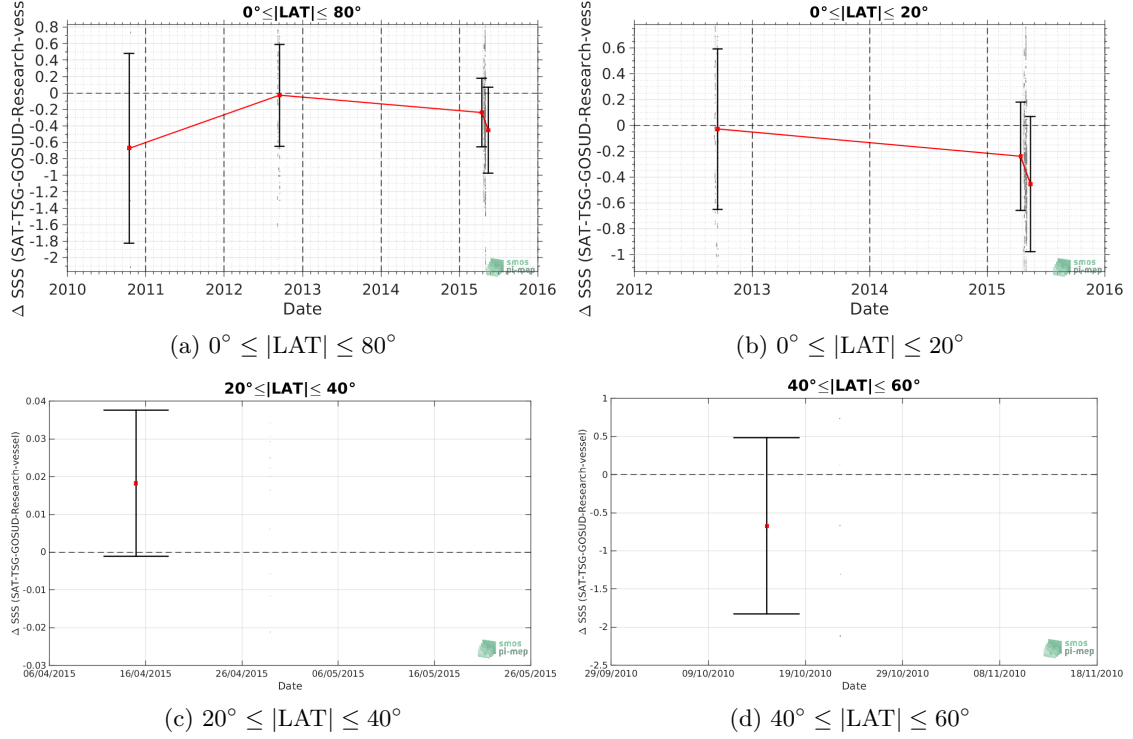 0°≤|LAT|≤ 80°
Δ SSS (SAT-TSG-GOSUD-Research-vess
0.8
0.6
0.4
0.2
0
-0.2
-0.4
-0.6
-0.8
-1
-1.2
-1.4
-1.6
-1.8
-2
2010 2011 2012 2013 2014 2015 2016
Date
smos
pi-mep
(a) 0° ≤ |LAT| ≤ 80°
0°≤|LAT|≤ 20°
Δ SSS (SAT-TSG-GOSUD-Research-vess
0.6
0.4
0.2
0
-0.2
-0.4
-0.6
-0.8
-1
2012 2013 2014 2015 2016
Date
smos
pi-mep
(b) 0° ≤ |LAT| ≤ 20°
20°≤|LAT|≤ 40°
Δ SSS (SAT-TSG-GOSUD-Research-vessel)
0.04
0.03
0.02
0.01
0
-0.01
-0.02
-0.03
06/04/2015 16/04/2015 26/04/2015 06/05/2015 16/05/2015 26/05/2015
Date
smos
pi-mep
(c) 20° ≤ |LAT| ≤ 40°
40°≤|LAT|≤ 60°
Δ SSS (SAT-TSG-GOSUD-Research-vessel)
1
0.5
0
-0.5
-1
-1.5
-2
-2.5
29/09/2010 09/10/2010 19/10/2010 29/10/2010 08/11/2010 18/11/2010
Date
smos
pi-mep
(d) 40° ≤ |LAT| ≤ 60°